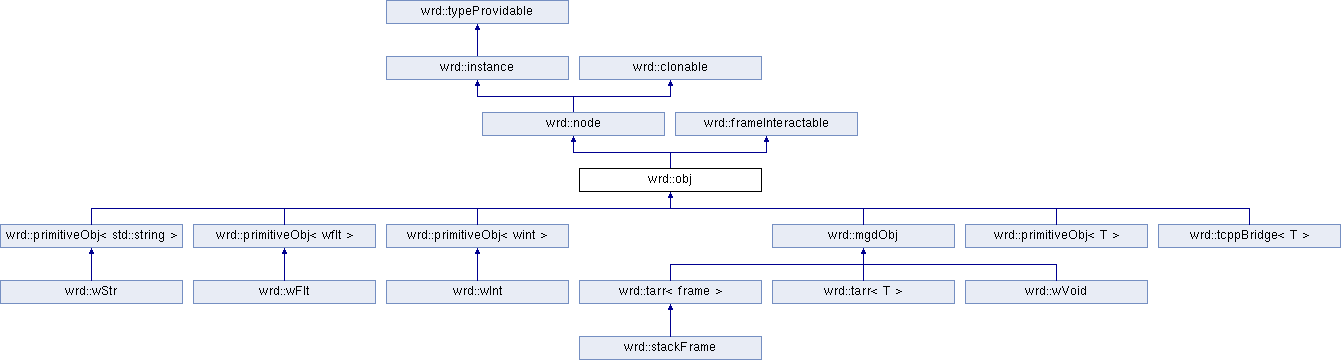 wrd::typeProvidable
wrd::instance
wrd::clonable
wrd::node
wrd::frameInteractable
wrd::obj
wrd::primitiveObj< std::string >
wrd::primitiveObj< wflt >
wrd::primitiveObj< wint >
wrd::mgdObj
wrd::primitiveObj< T >
wrd::tcppBridge< T >
wrd::wStr
wrd::wFlt
wrd::wInt
wrd::tarr< frame >
wrd::tarr< T >
wrd::wVoid
wrd::stackFrame